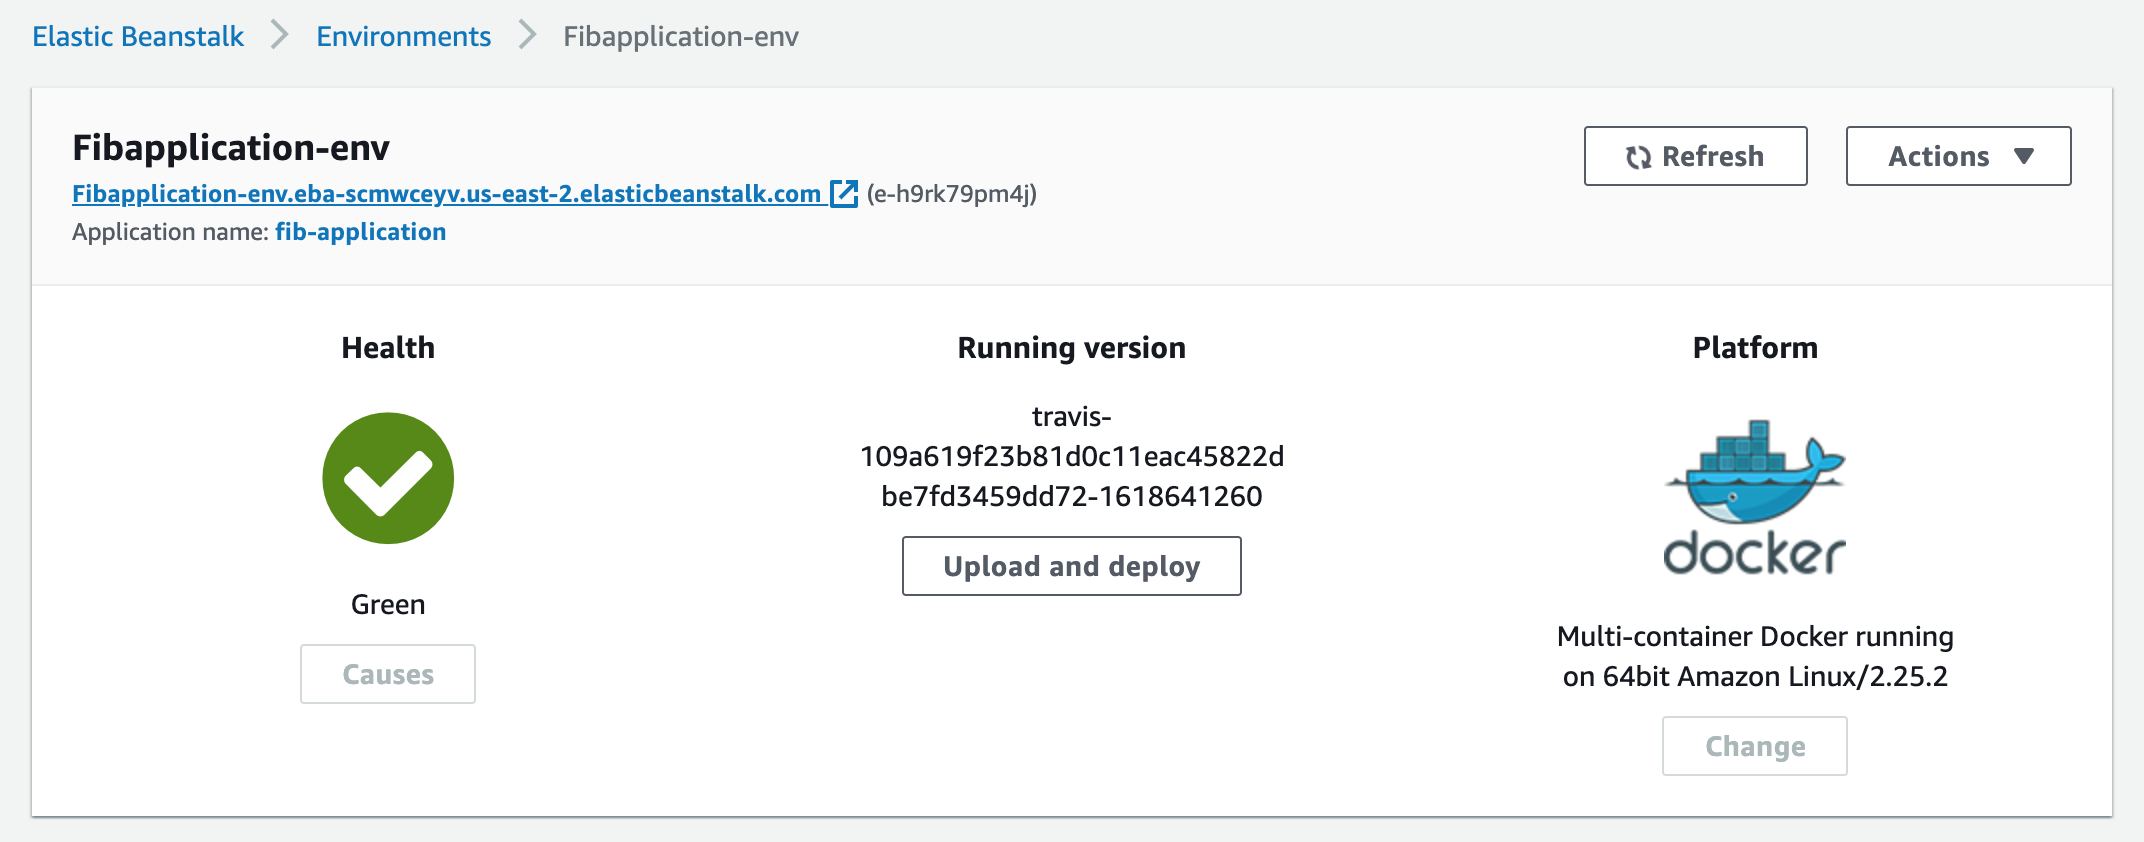 Elastic Beanstalk > Environments > Fibapplication-env
Fibapplication-env
Refresh
Actions
Fibapplication-env.eba-scmwceyv.us-east-2.elasticbeanstalk.com (e-h9rk79pm4j)
Application name: fib-application
Health
Green
Causes
Running version
travis-
109a619f23b81d0c11eac45822d
be7fd3459dd72-1618641260
Upload and deploy
Platform
docker
Multi-container Docker running
on 64bit Amazon Linux/2.25.2
Change